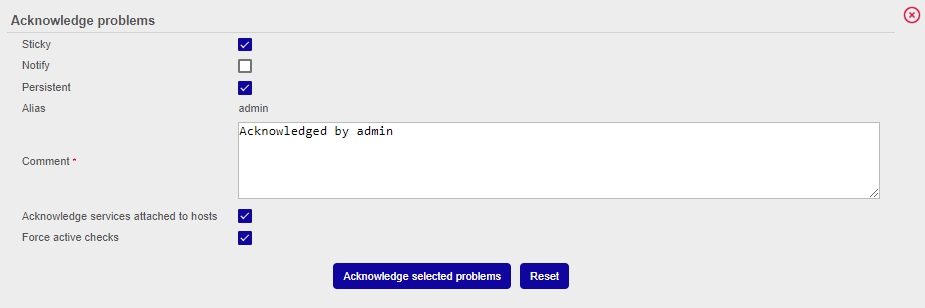 Acknowledge problems
Sticky
Notify
Persistent
Alias admin
Acknowledged by admin
Comment *
Acknowledge services attached to hosts
Force active checks
Acknowledge selected problems Reset